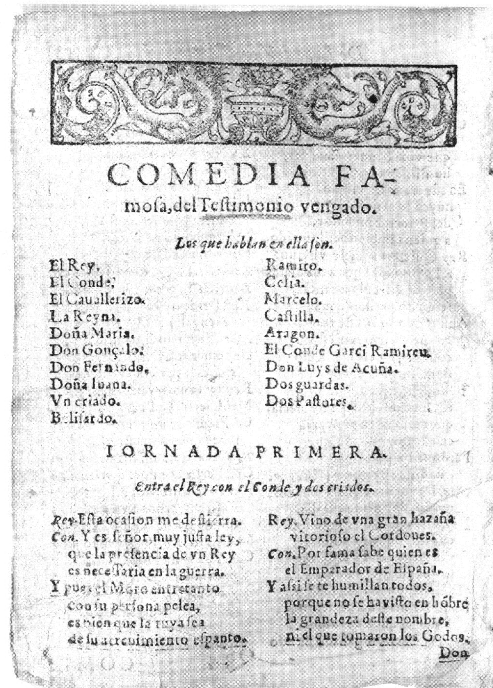 COMEDIA FA-
mosa, del Testimonio vengado.
Los que hablan en ella son.
El Rey.
El Conde.
El Cauallerizo.
La Reyna.
Doña Maria.
Don Gonçalo.
Don Fernando.
Doña Iuana.
Vn criado.
Belisardo.
Ramiro.
Celia.
Marcelo.
Castilla.
Aragon.
El Conde Garci Ramirez.
Don Luys de Acuña.
Dos guardas.
Dos Pastores.
IORNADA PRIMERA.
Entra el Rey con el Conde y dos criados.
Rey. Esta ocasion me destierra.
Con. Y es señor, muy justa ley,
que la presencia de vn Rey
es necessaria en la guerra.
Y pues el Moro entretanto
con su persona pelea,
es bien que la tuya sea
de su atreuimiento espanto.
Rey. Vino de vna gran hazaña
vitorioso el Cordoues.
Con. Por fama sabe quien es
el Emperador de España.
Y assi se te humillan todos,
porque no se ha visto en hõbre
la grandeza deste nombre,
ni el que tomaron los Godos.
Don